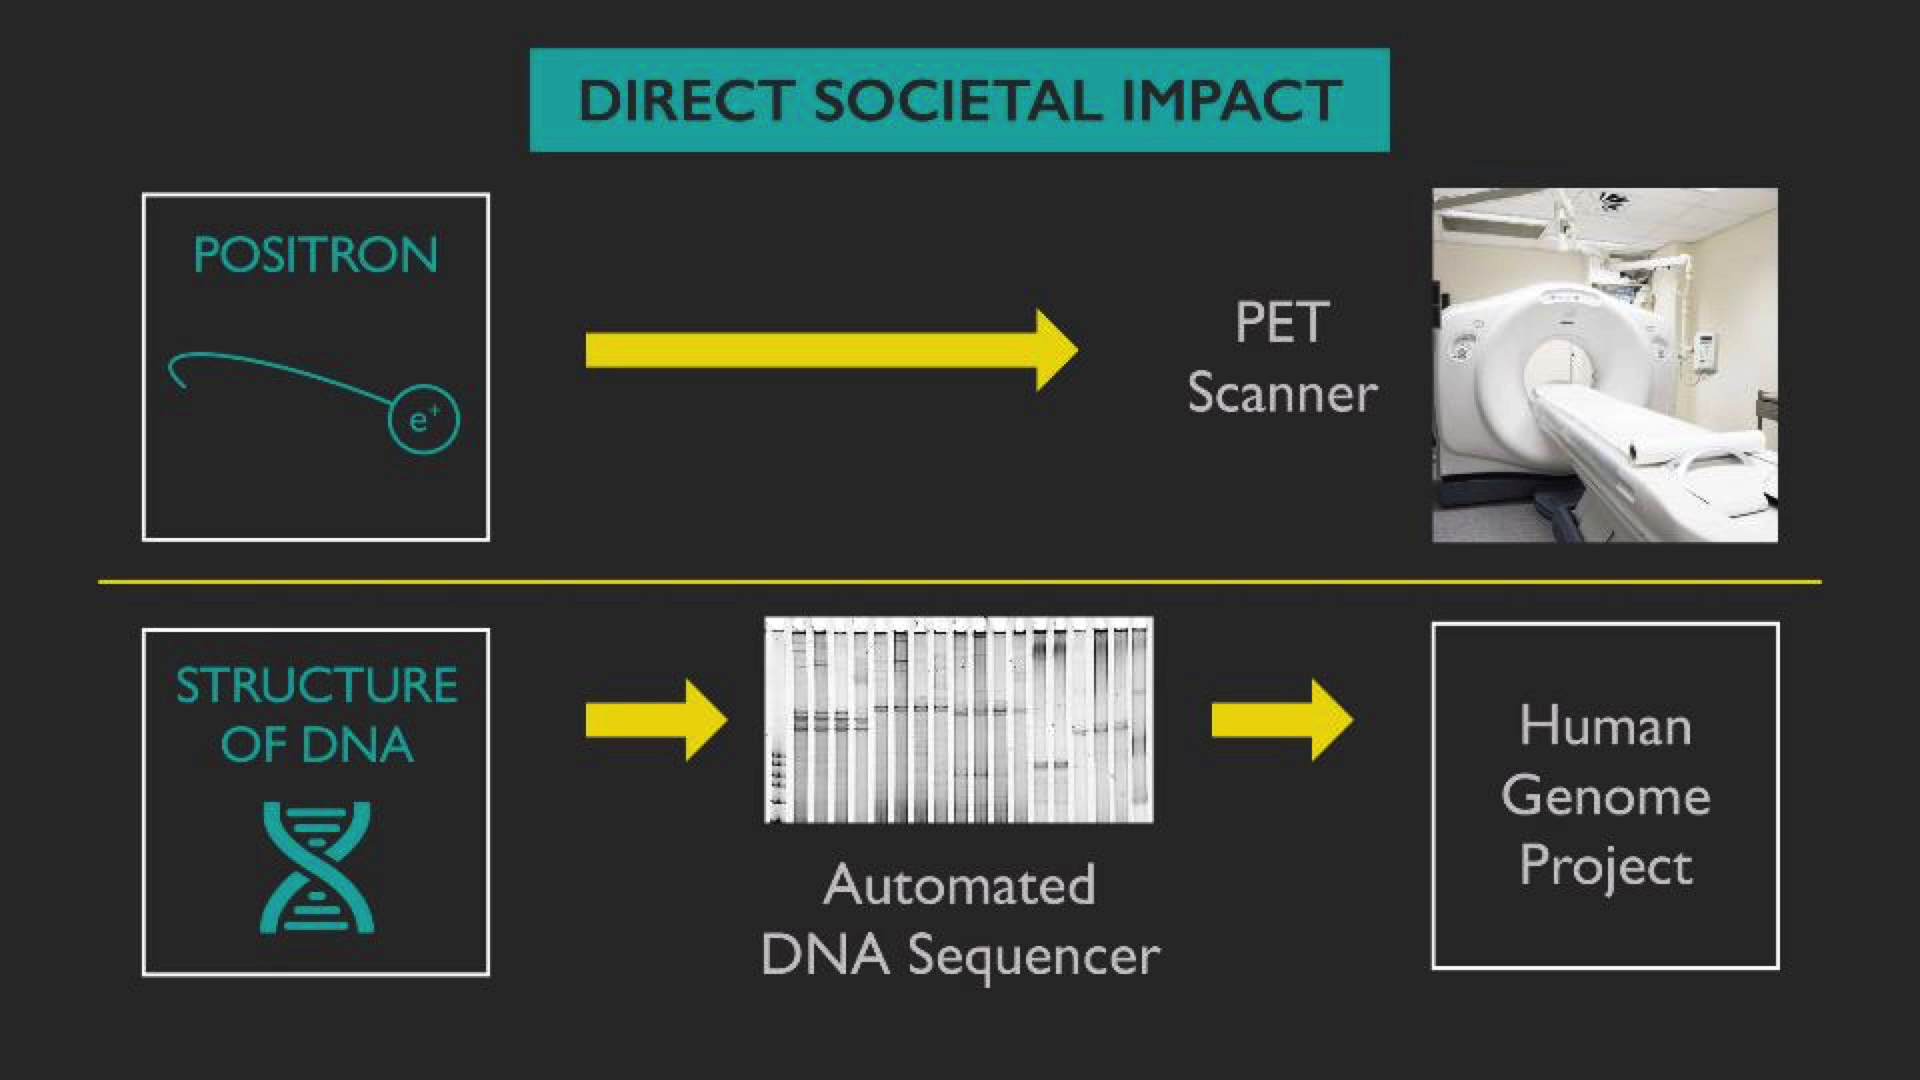 DIRECT SOCIETAL IMPACT
POSITRON
e⁺
PET
Scanner
STRUCTURE
OF DNA
Automated
DNA Sequencer
Human
Genome
Project